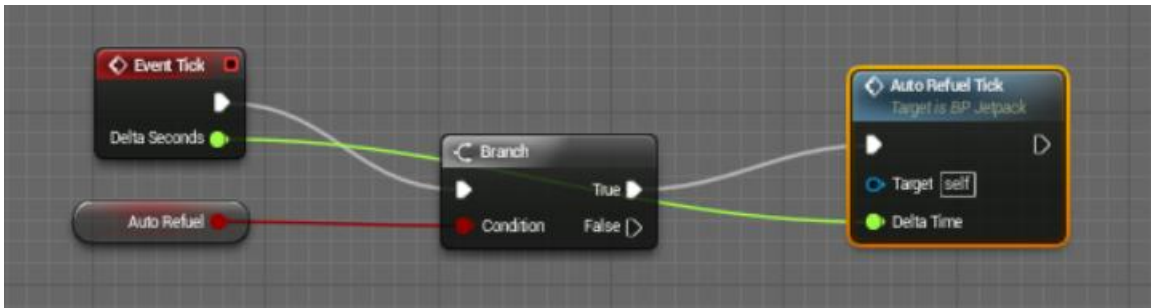 Event Tick
Delta Seconds
Auto Refuel
Branch
True
Condition
False
Auto Refuel Tick
Target is BP Jetpack
Target self
Delta Time